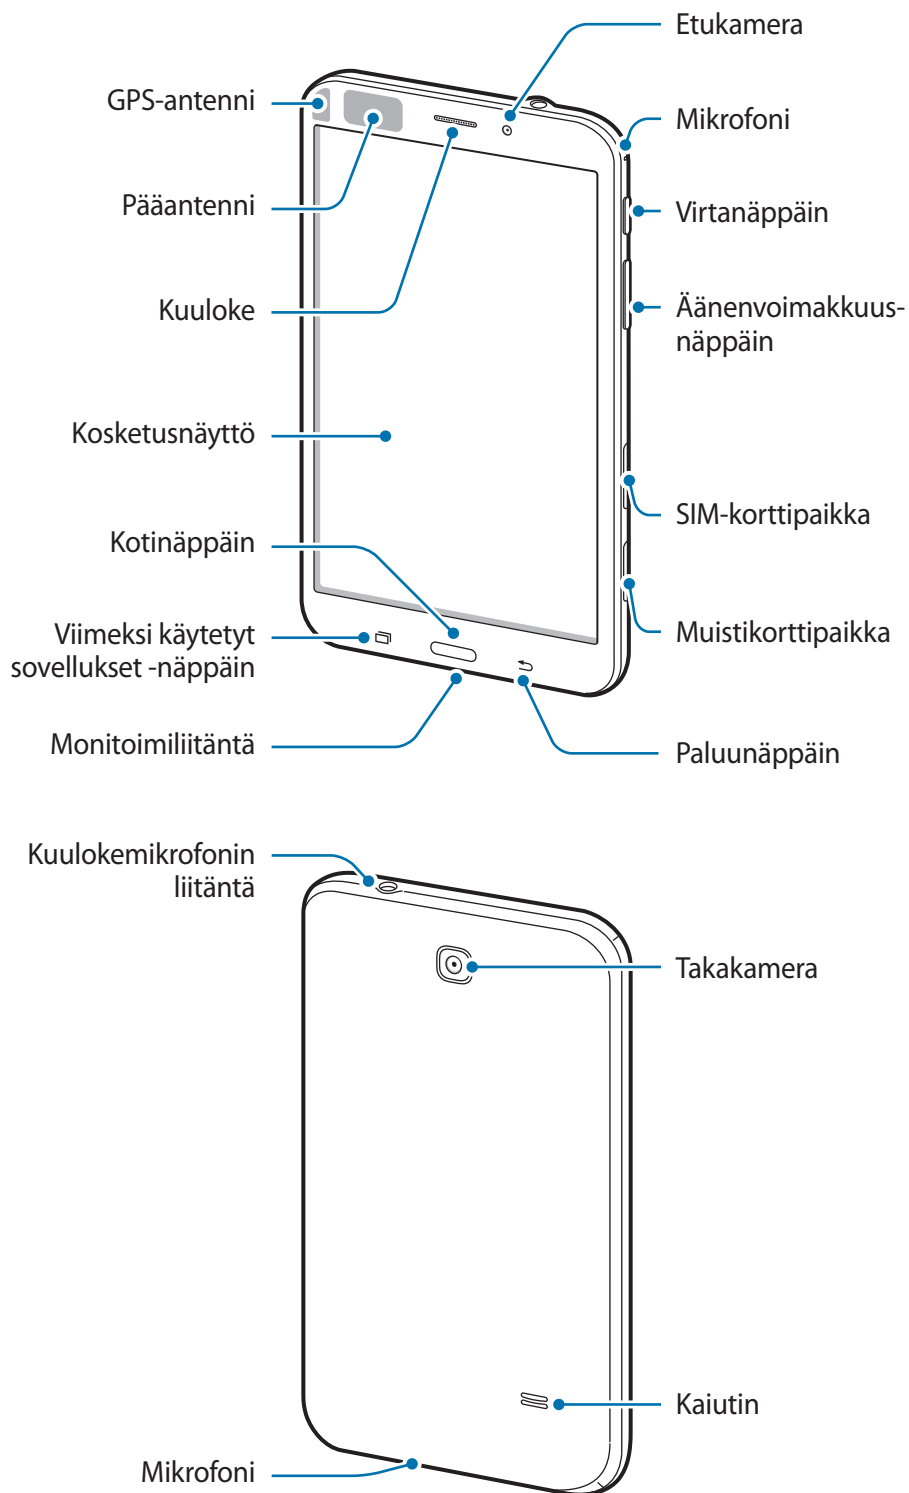 Etukamera
GPS-antenni
Mikrofoni
Pääantenni
Virtanäppäin
Kuuloke
Äänenvoimakkuus-
näppäin
Kosketusnäyttö
SIM-korttipaikka
Kotinäppäin
Viimeksi käytetyt
sovellukset -näppäin
Muistikorttipaikka
Monitoimiliitäntä
Paluunäppäin
Kuulokemikrofonin
liitäntä
Takakamera
Kaiutin
Mikrofoni